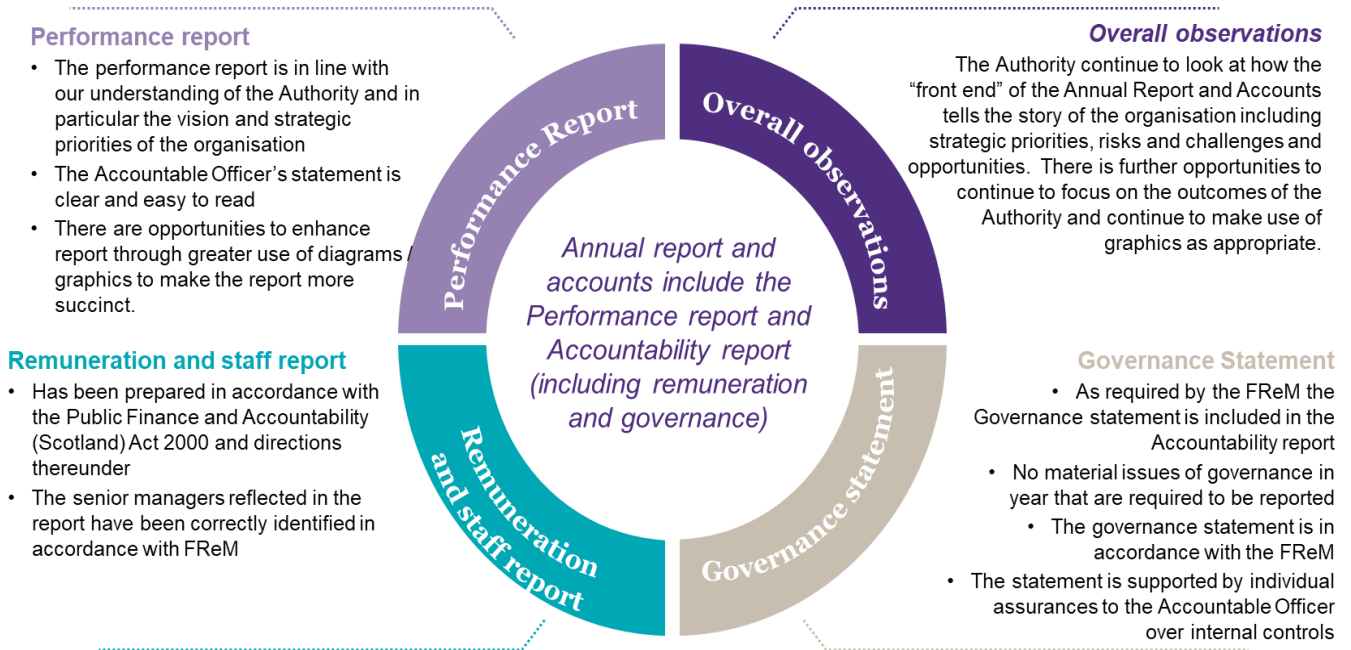 Performance report
• The performance report is in line with
our understanding of the Authority and in
particular the vision and strategic
priorities of the organisation
• The Accountable Officer's statement is
clear and easy to read
• There are opportunities to enhance
report through greater use of diagrams /
graphics to make the report more
succinct.
Overall observations
The Authority continue to look at how the
“front end” of the Annual Report and Accounts
tells the story of the organisation including
strategic priorities, risks and challenges and
opportunities. There is further opportunities to
continue to focus on the outcomes of the
Authority and continue to make use of
graphics as appropriate.
Performance Report
Overall observations
Annual report and
accounts include the
Performance report and
Accountability report
(including remuneration
and governance)
Remuneration
and staff report
Governance statement
Remuneration and staff report
• Has been prepared in accordance with
the Public Finance and Accountability
(Scotland) Act 2000 and directions
thereunder
• The senior managers reflected in the
report have been correctly identified in
accordance with FReM
Governance Statement
• As required by the FReM the
Governance statement is included in the
Accountability report
• No material issues of governance in
year that are required to be reported
• The governance statement is in
accordance with the FReM
• The statement is supported by individual
assurances to the Accountable Officer
over internal controls